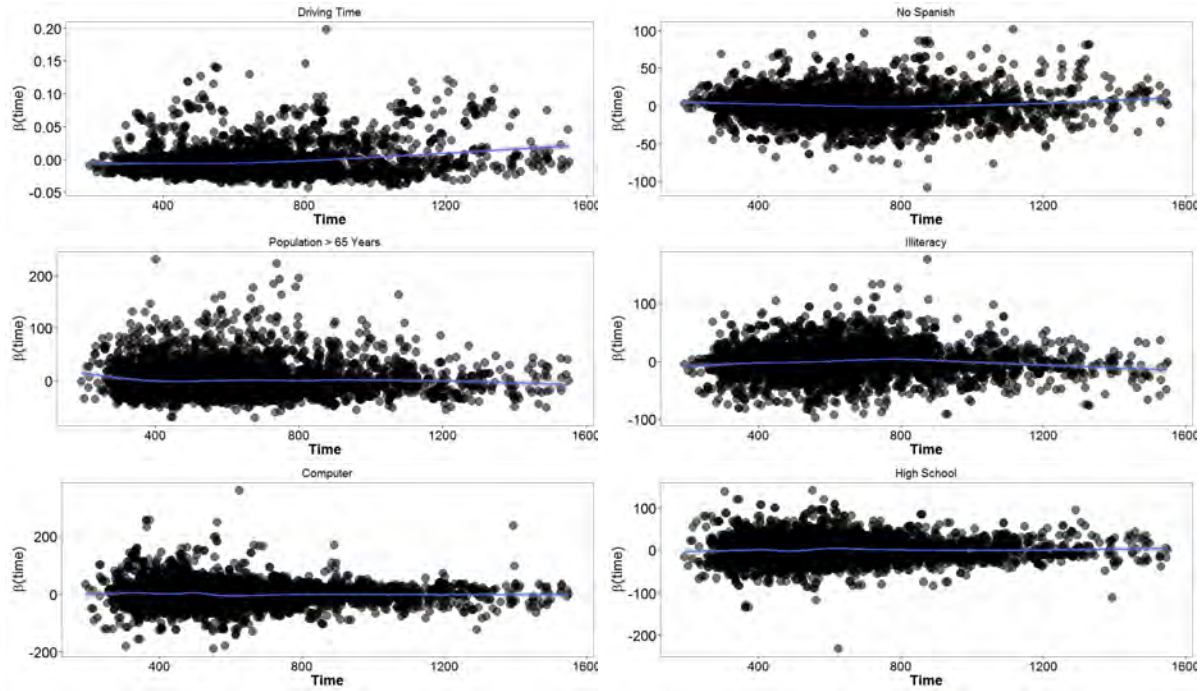 Driving Time
0.20
0.15
0.10
0.05
0.00
-0.05
β(time)
400 800 1200 1600
Time
No Spanish
100
50
0
-50
-100
β(time)
400 800 1200 1600
Time
Population > 65 Years
200
100
0
β(time)
400 800 1200 1600
Time
Illiteracy
100
0
-100
β(time)
400 800 1200 1600
Time
Computer
200
0
-200
β(time)
400 800 1200 1600
Time
High School
100
0
-100
-200
β(time)
400 800 1200 1600
Time